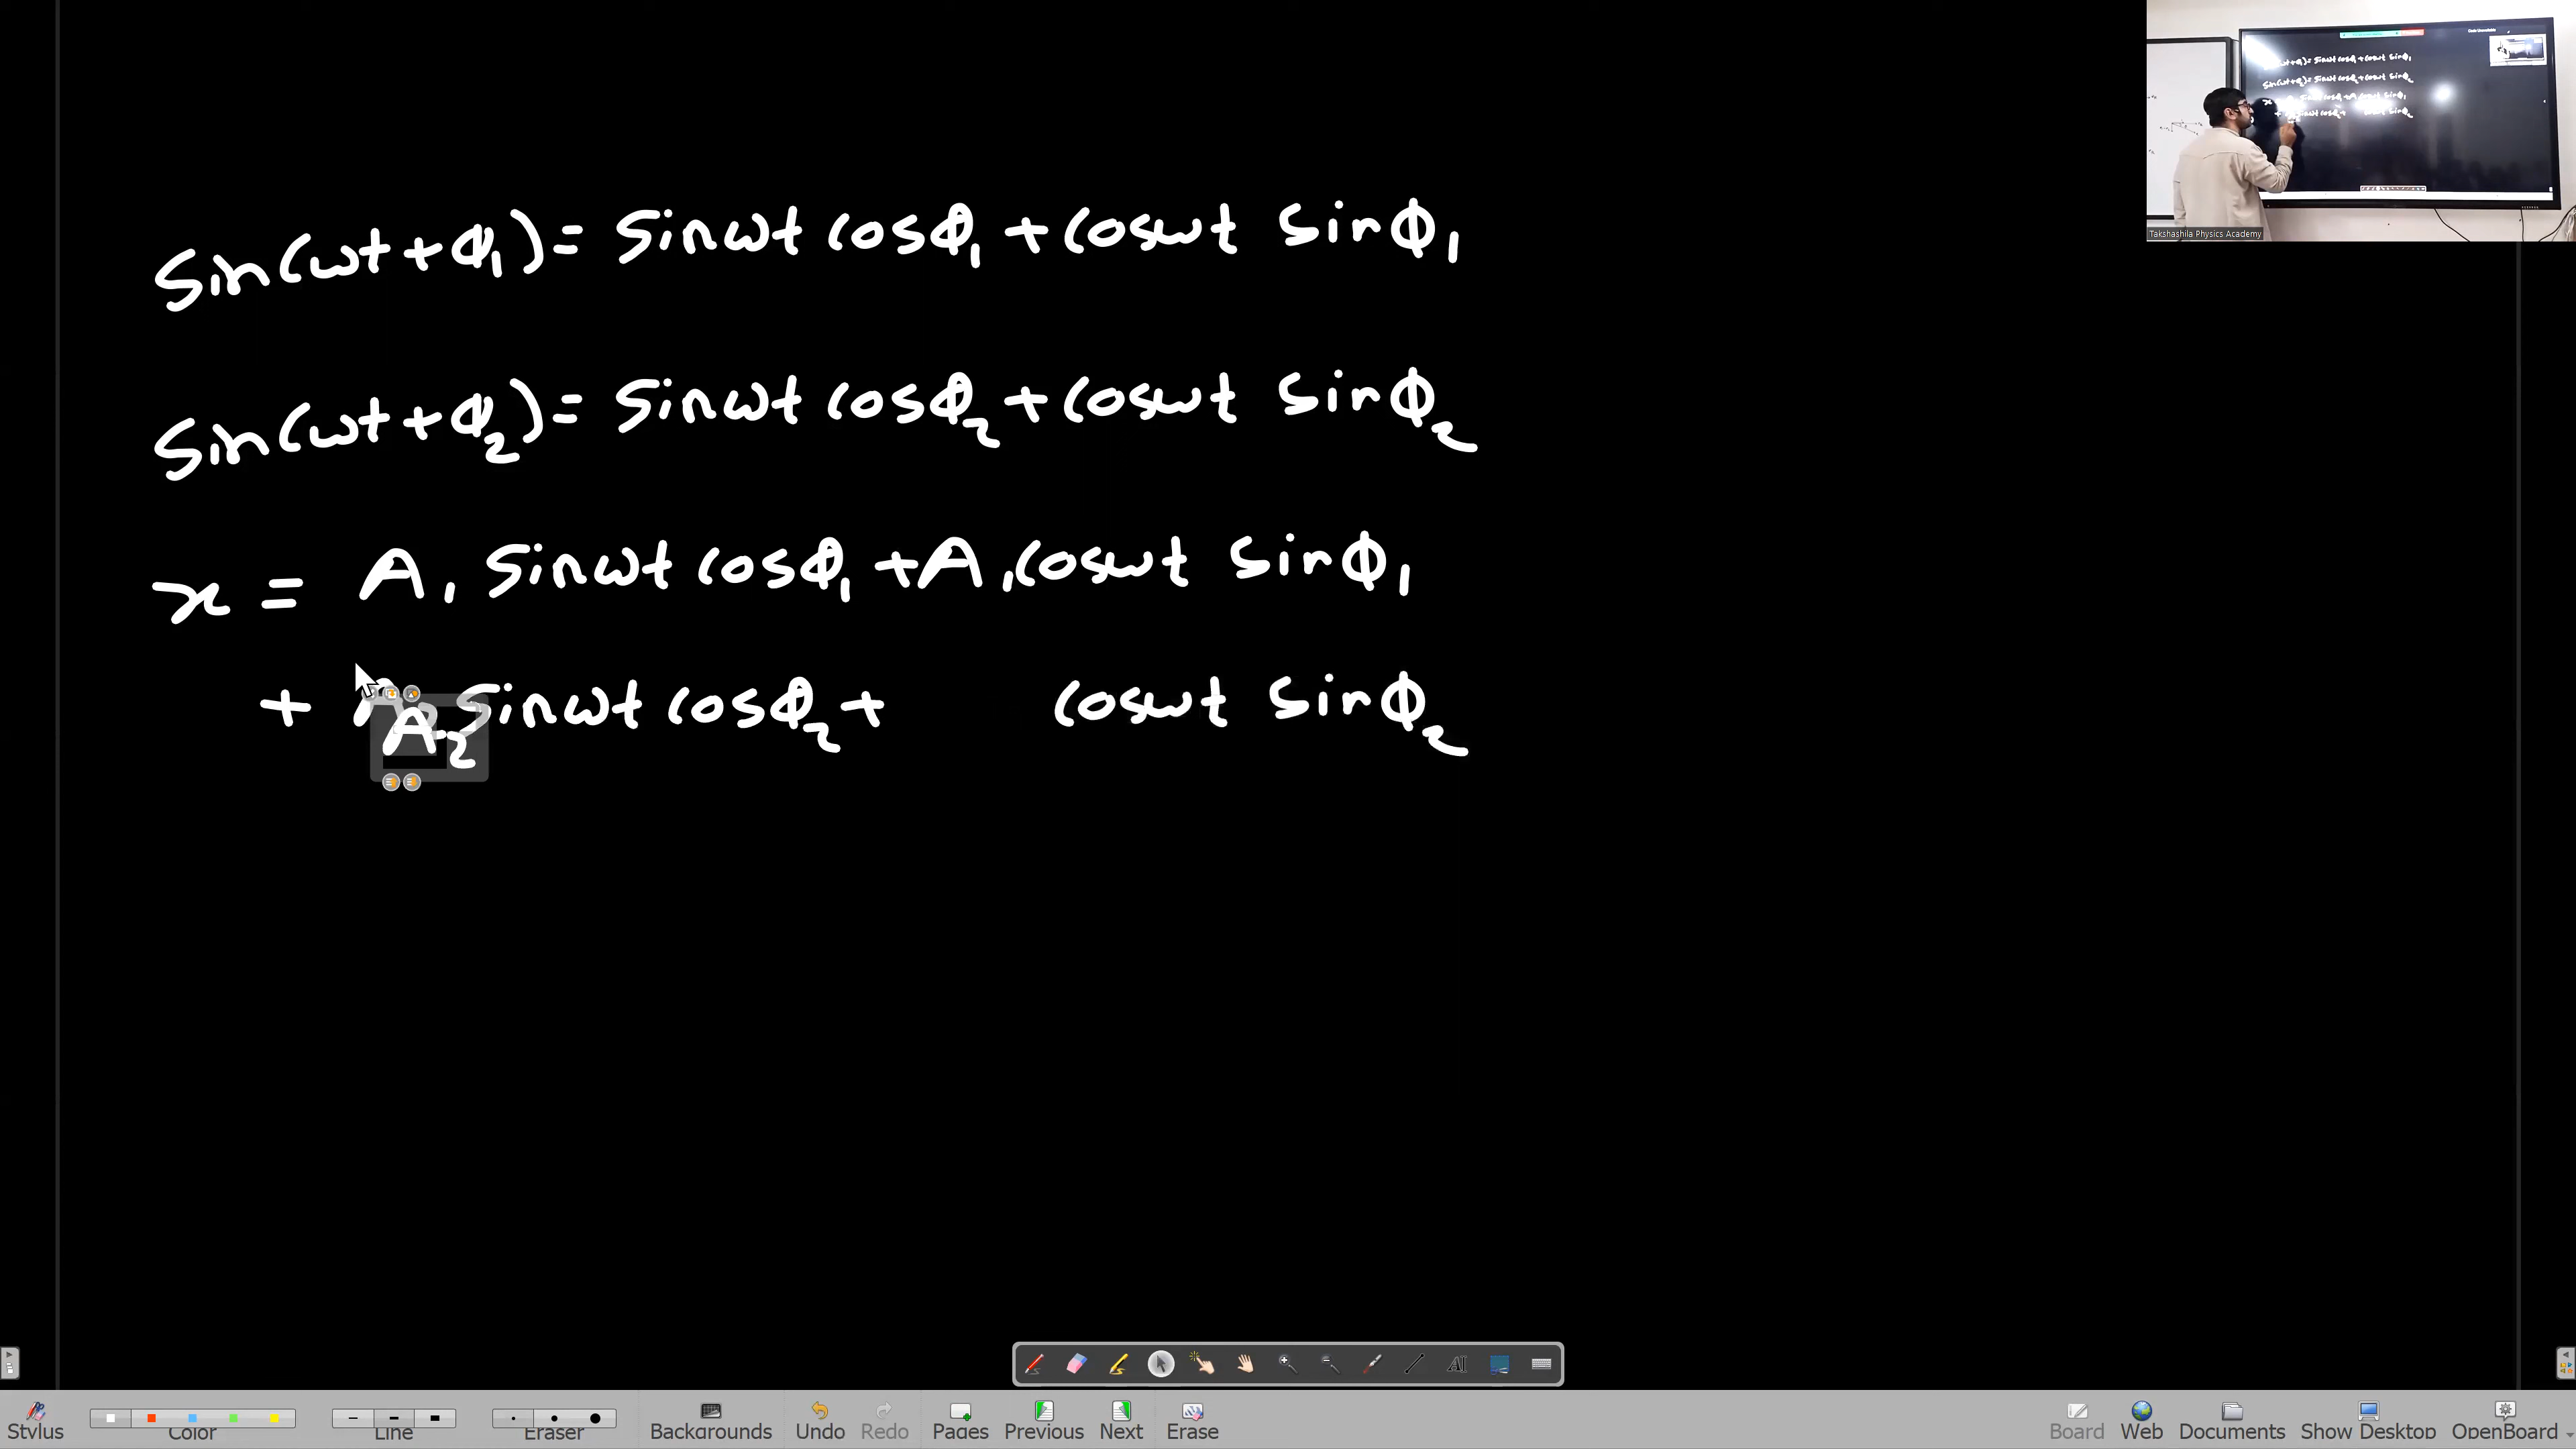 Takshashila Physics Academy
Sin(ωt+ϕ₁)= Sinωt cosϕ₁ + cosωt Sinϕ₁
Sin(ωt+ϕ₂)= Sinωt cosϕ₂ + cosωt Sinϕ₂
x = A₁ Sinωt cosϕ₁ + A₁ cosωt Sinϕ₁
+ A₂ Sinωt cosϕ₂ + cosωt Sinϕ₂
Stylus Color Line Eraser Backgrounds Undo Redo Pages Previous Next Erase Board Web Documents Show Desktop OpenBoard